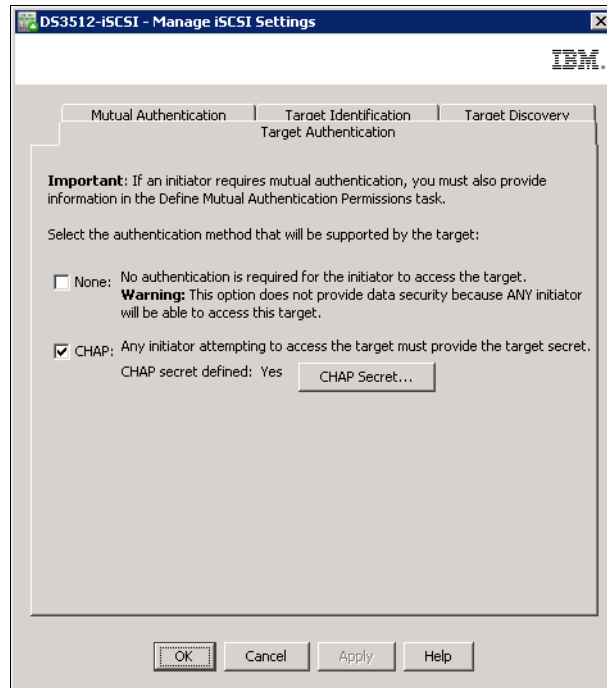 DS3512-iSCSI - Manage iSCSI Settings
IBM.
Mutual Authentication
Target Identification
Target Discovery
Target Authentication
Important: If an initiator requires mutual authentication, you must also provide
information in the Define Mutual Authentication Permissions task.
Select the authentication method that will be supported by the target:
None: No authentication is required for the initiator to access the target.
Warning: This option does not provide data security because ANY initiator
will be able to access this target.
CHAP: Any initiator attempting to access the target must provide the target secret.
CHAP secret defined: Yes CHAP Secret...
OK Cancel Apply Help